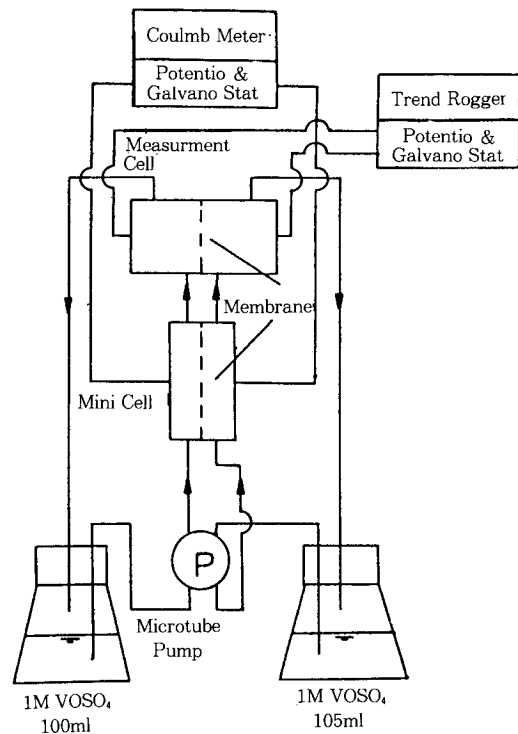 Coulmb Meter
Potentio &
Galvano Stat
Trend Rogger
Potentio &
Galvano Stat
Measurment
Cell
Membrane
Mini Cell
P
Microtube
Pump
1M VOSO₄
100ml
1M VOSO₄
105ml